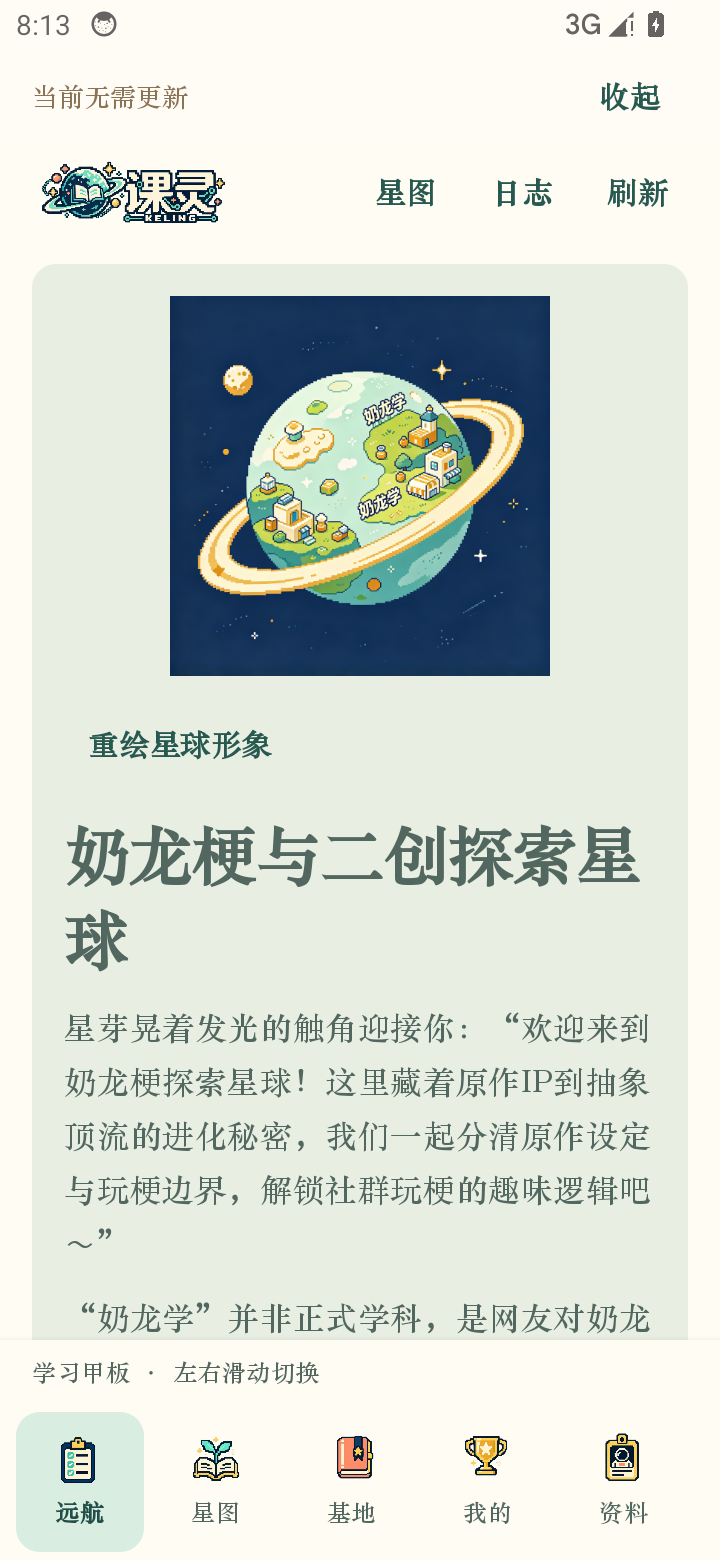 8:13
3G
当前无需更新
收起
课灵
KELING
星图
日志
刷新
奶龙学
奶龙学
重绘星球形象
奶龙梗与二创探索星
球
星芽晃着发光的触角迎接你：“欢迎来到
奶龙梗探索星球！这里藏着原作IP到抽象
顶流的进化秘密，我们一起分清原作设定
与玩梗边界，解锁社群玩梗的趣味逻辑吧
～”
“奶龙学”并非正式学科，是网友对奶龙
学习甲板 · 左右滑动切换
远航
星图
基地
我的
资料